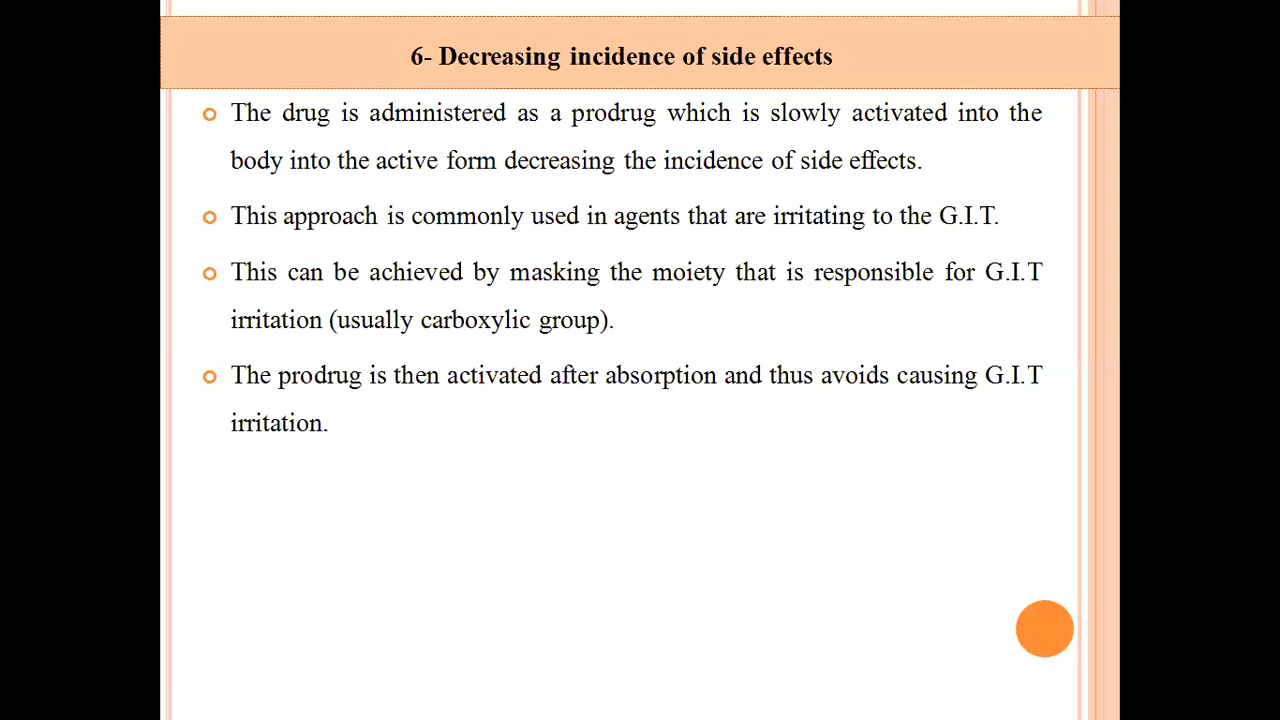 6- Decreasing incidence of side effects
The drug is administered as a prodrug which is slowly activated into the
body into the active form decreasing the incidence of side effects.
This approach is commonly used in agents that are irritating to the G.I.T.
This can be achieved by masking the moiety that is responsible for G.I.T
irritation (usually carboxylic group).
The prodrug is then activated after absorption and thus avoids causing G.I.T
irritation.